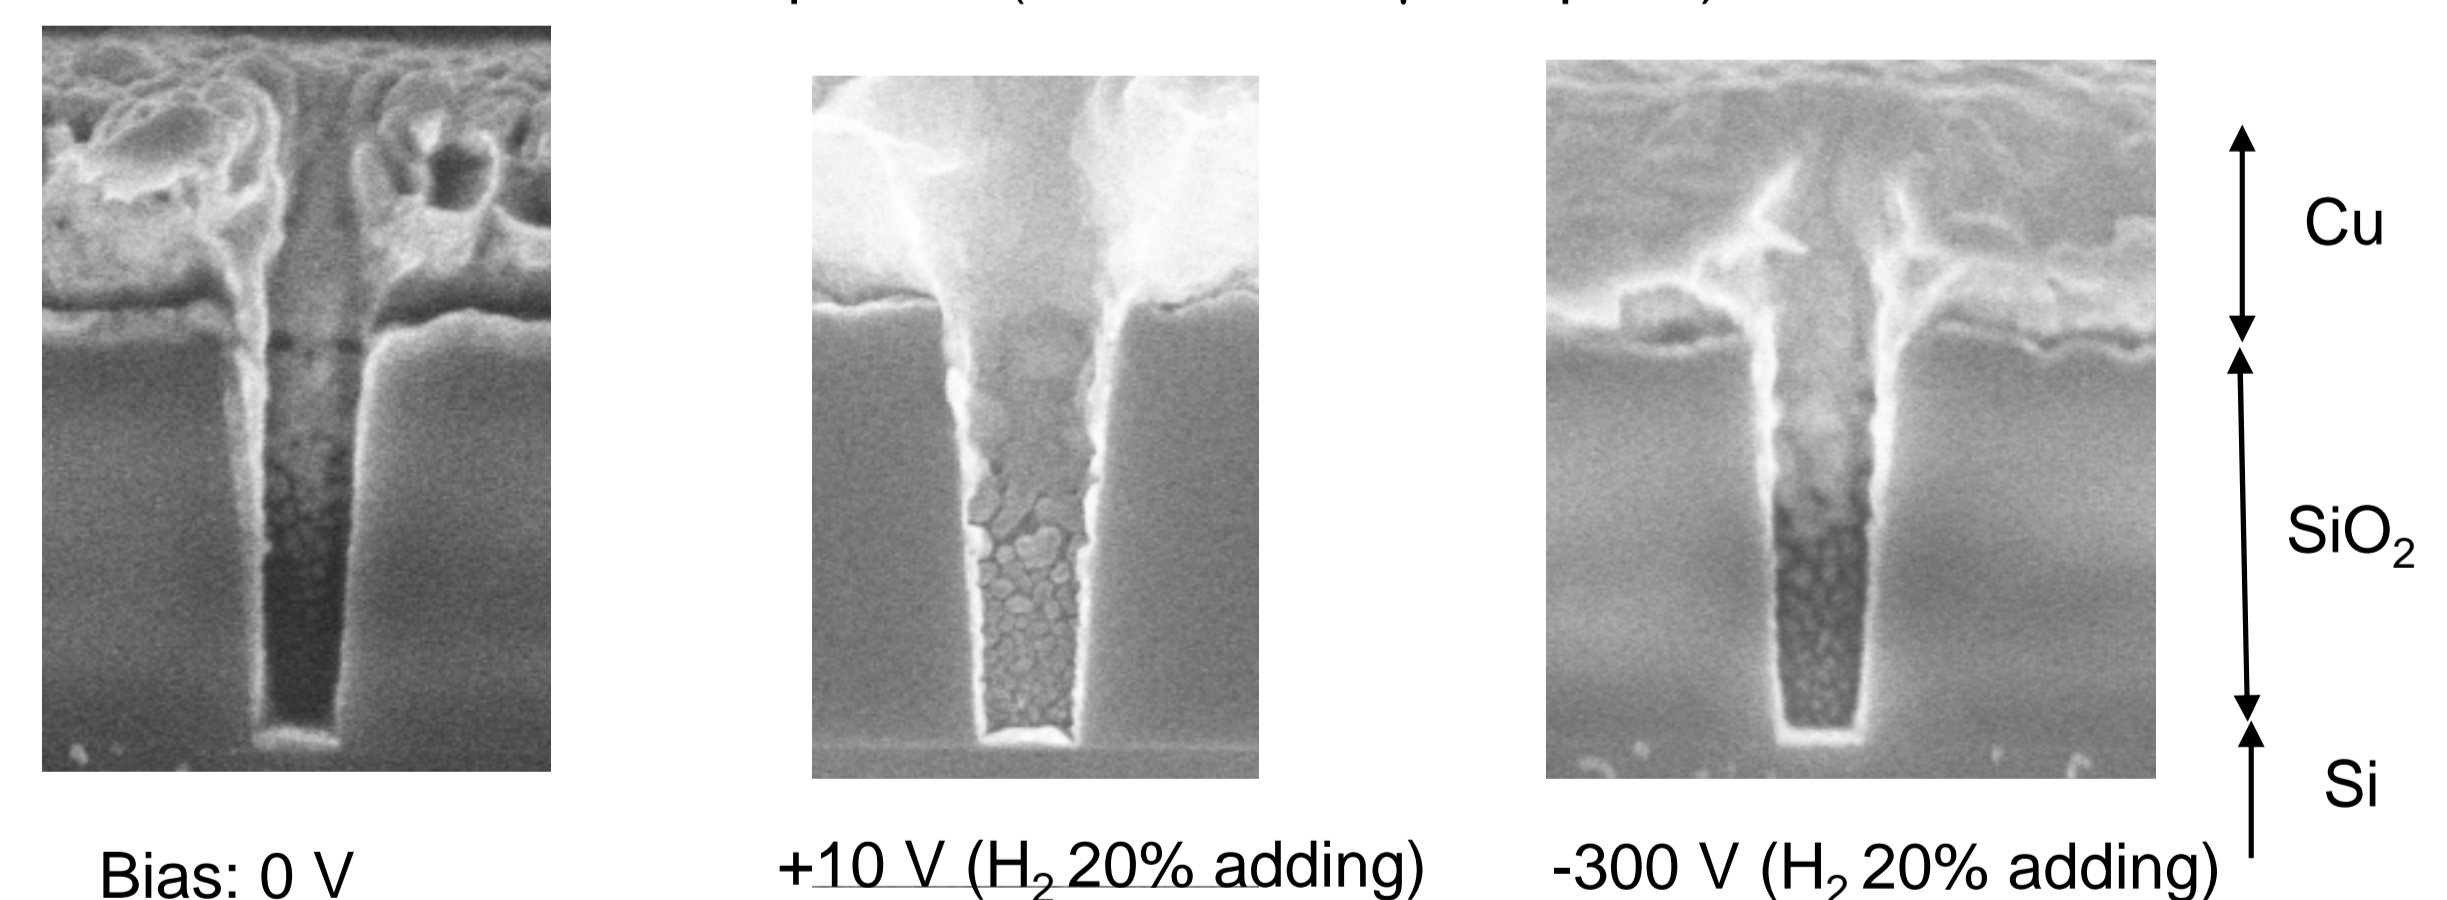 Cu
SiO₂
Si
Bias: 0 V
+10 V (H₂ 20% adding)
-300 V (H₂ 20% adding)